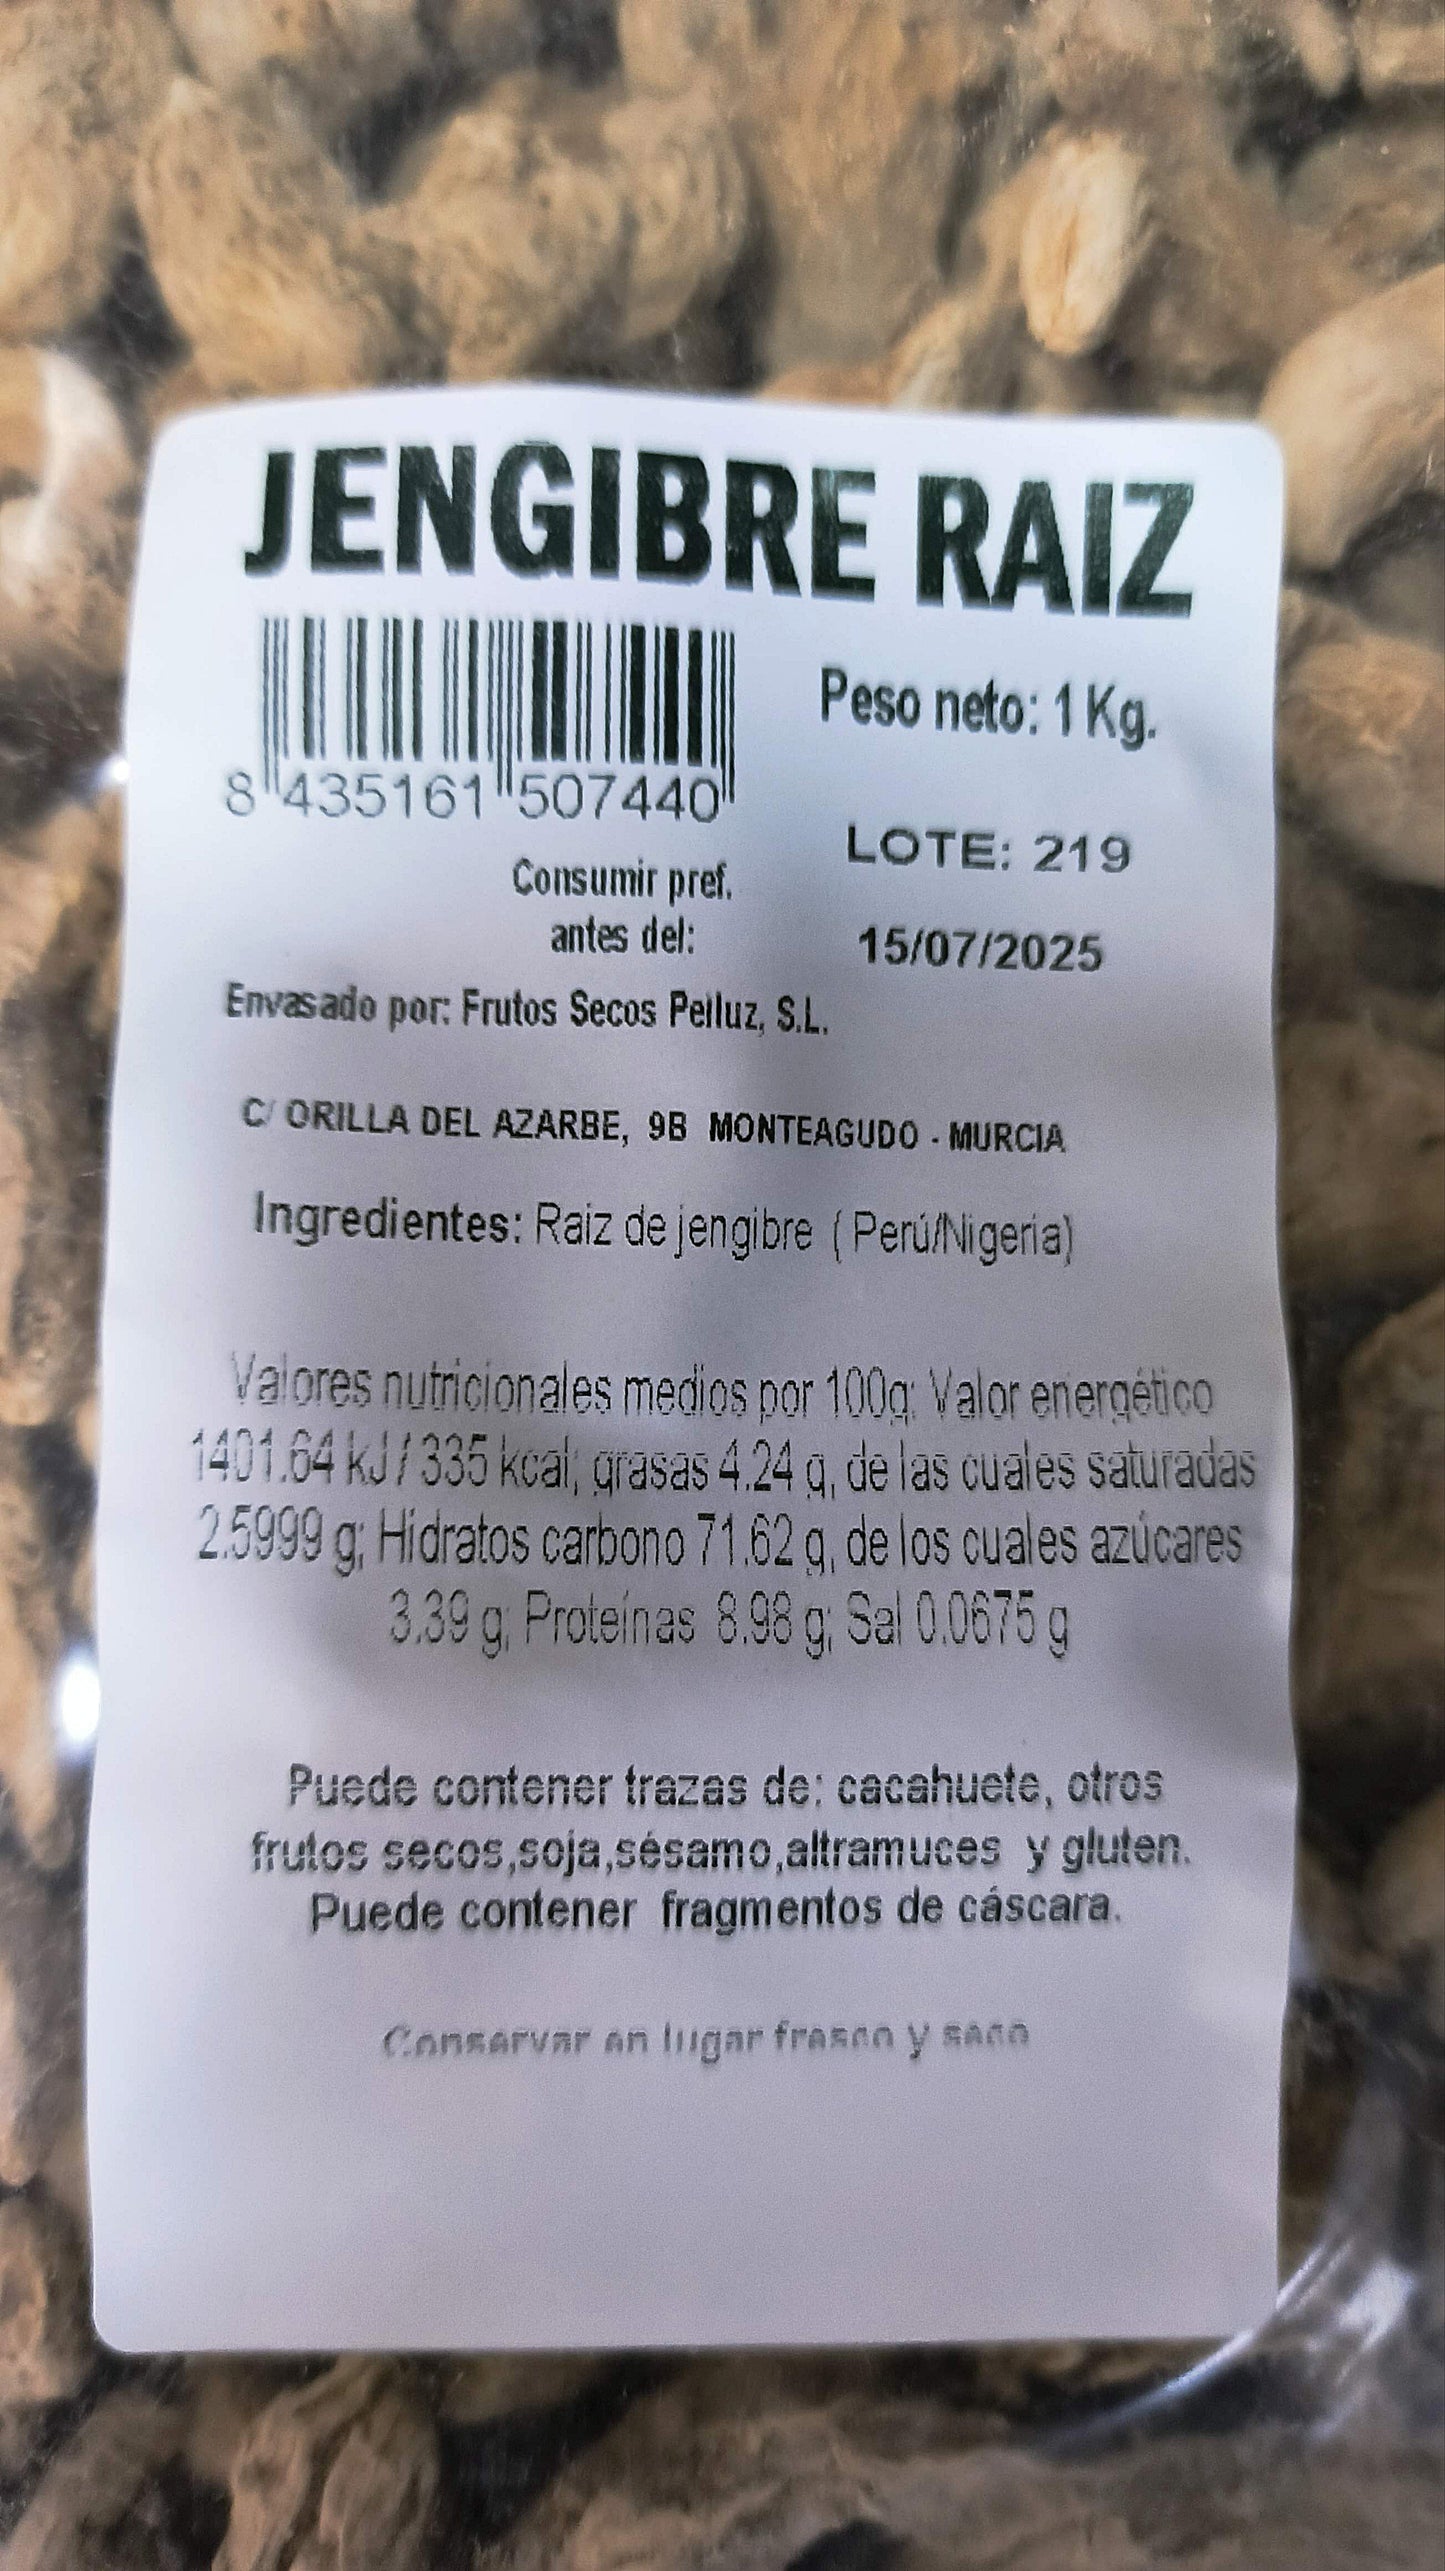 JENGIBRE RAIZ
8 435161 507440
Peso neto: 1 Kg.
LOTE: 219
Consumir pref.
antes del:
15/07/2025
Envasado por: Frutos Secos Pelluz, S.L.
C/ ORILLA DEL AZARBE, 9B MONTEAGUDO - MURCIA
Ingredientes: Raiz de jengibre ( Perú/Nigeria)
Valores nutricionales medios por 100g: Valor energético
1401.64 kJ / 335 kcal; grasas 4.24 g, de las cuales saturadas
2.5999 g; Hidratos carbono 71.62 g, de los cuales azúcares
3.39 g; Proteínas 8.98 g; Sal 0.0675 g
Puede contener trazas de: cacahuete, otros
frutos secos,soja,sésamo,altramuces y gluten.
Puede contener fragmentos de cáscara.
Conservar en lugar fresco y seco